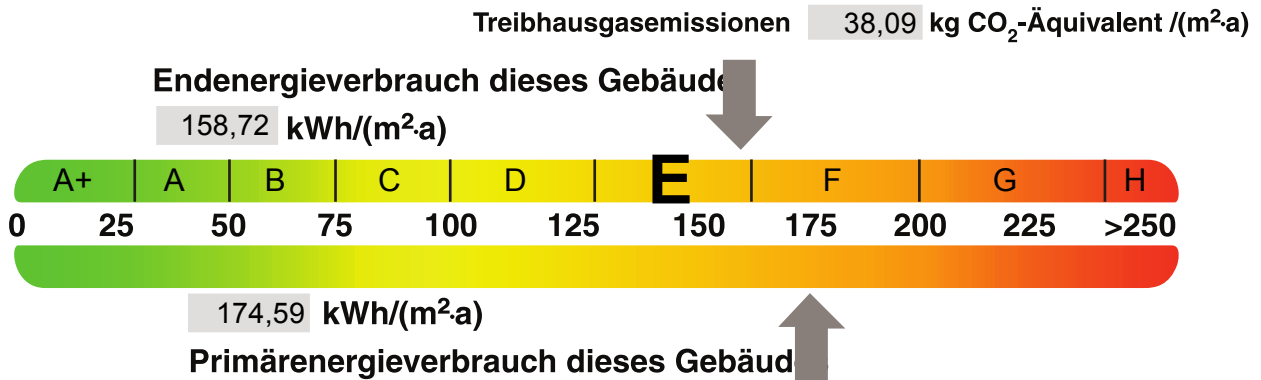 Treibhausgasemissionen 38,09 kg CO₂-Äquivalent /(m²·a)
Endenergieverbrauch dieses Gebäude
158,72 kWh/(m²·a)
A+ A B C D E F G H
0 25 50 75 100 125 150 175 200 225 >250
174,59 kWh/(m²·a)
Primärenergieverbrauch dieses Gebäudes